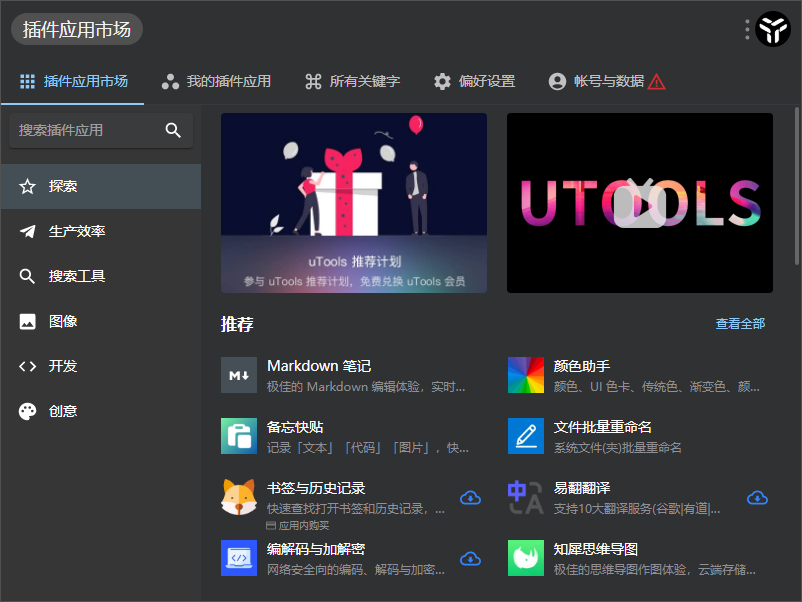 插件应用市场
插件应用市场 我的插件应用 所有关键字 偏好设置 帐号与数据
搜索插件应用
探索
生产效率
搜索工具
图像
开发
创意
uTools 推荐计划
参与 uTools 推荐计划，免费兑换 uTools 会员
UTOOLS
推荐 查看全部
M↓
Markdown 笔记
极佳的 Markdown 编辑体验，实时...
颜色助手
颜色、UI 色卡、传统色、渐变色、颜...
备忘快贴
记录「文本」「代码」「图片」，快...
文件批量重命名
系统文件(夹)批量重命名
书签与历史记录
快速查找打开书签和历史记录，...
应用内购买
中 A
易翻翻译
支持10大翻译服务(谷歌|有道|...
编解码与加解密
网络安全向的编码、解码与加密...
知犀思维导图
极佳的思维导图作图体验，云端存储...